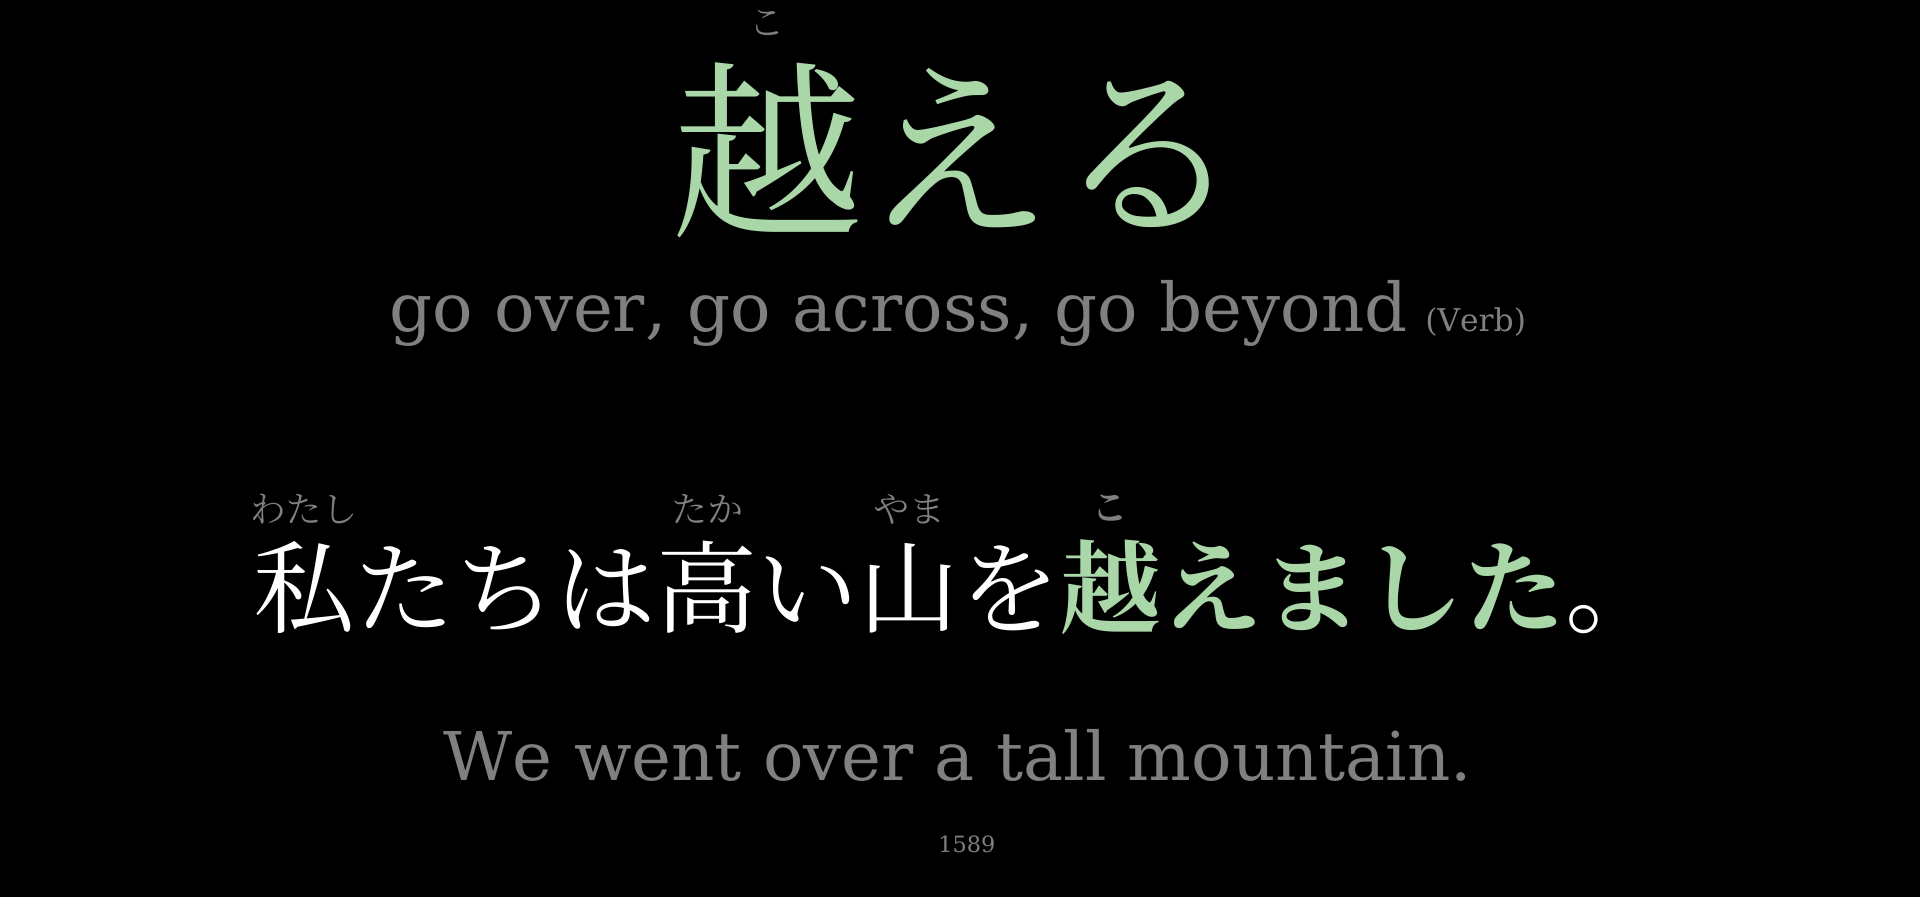 こ
越える
go over, go across, go beyond (Verb)
わたし たか やま こ
私たちは高い山を越えました。
We went over a tall mountain.
1589